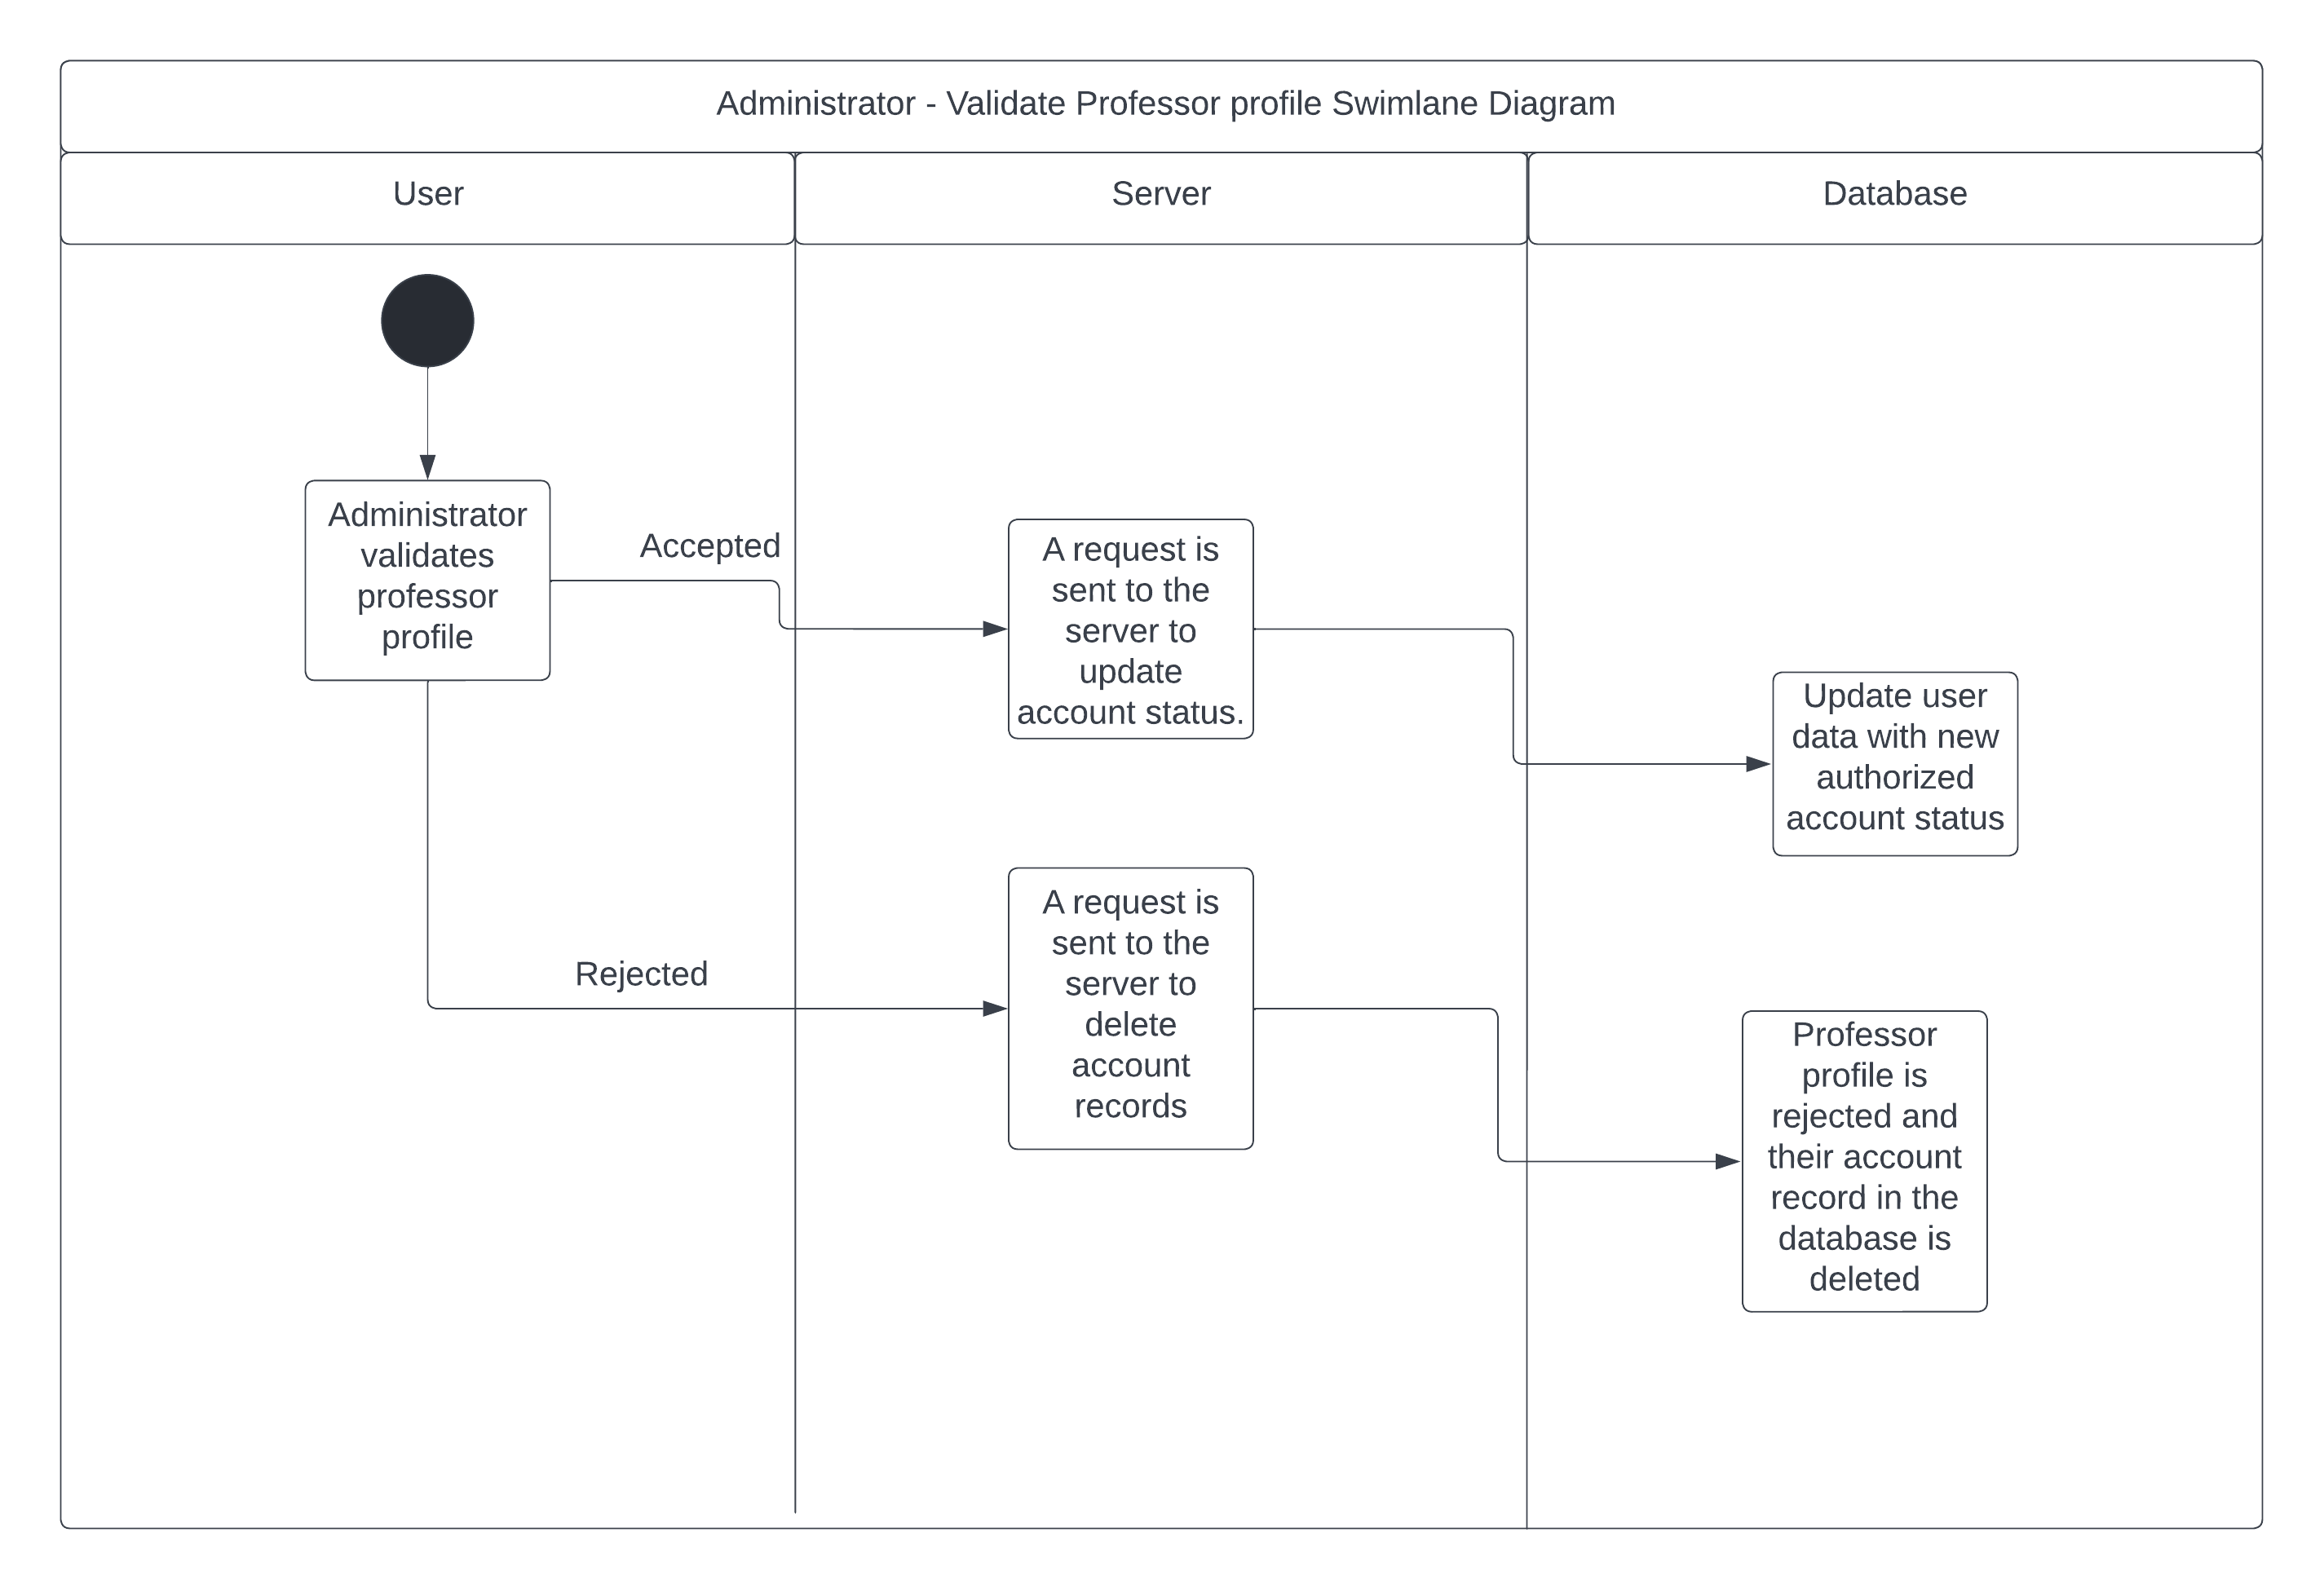 Administrator - Validate Professor profile Swimlane Diagram
User
Server
Database
Administrator
validates
professor
profile
Accepted
A request is
sent to the
server to
update
account status.
Update user
data with new
authorized
account status
Rejected
A request is
sent to the
server to
delete
account
records
Professor
profile is
rejected and
their account
record in the
database is
deleted